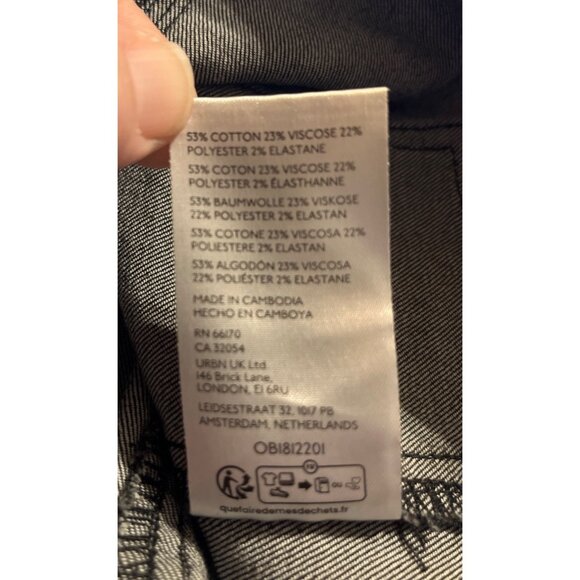 53% COTTON 23% VISCOSE 22%
POLYESTER 2% ELASTANE
53% COTON 23% VISCOSE 22%
POLYESTER 2% ÉLASTHANNE
53% BAUMWOLLE 23% VISKOSE
22% POLYESTER 2% ELASTAN
53% COTONE 23% VISCOSA 22%
POLIESTERE 2% ELASTAN
53% ALGODÓN 23% VISCOSA
22% POLIÉSTER 2% ELASTANE
MADE IN CAMBODIA
HECHO EN CAMBOYA
RN 66170
CA 32054
URBN UK Ltd.
146 Brick Lane,
LONDON, E1 6RU
LEIDSESTRAAT 32, 1017 PB
AMSTERDAM, NETHERLANDS
OB1812201
FR
OU
quefairedemesdechets.fr